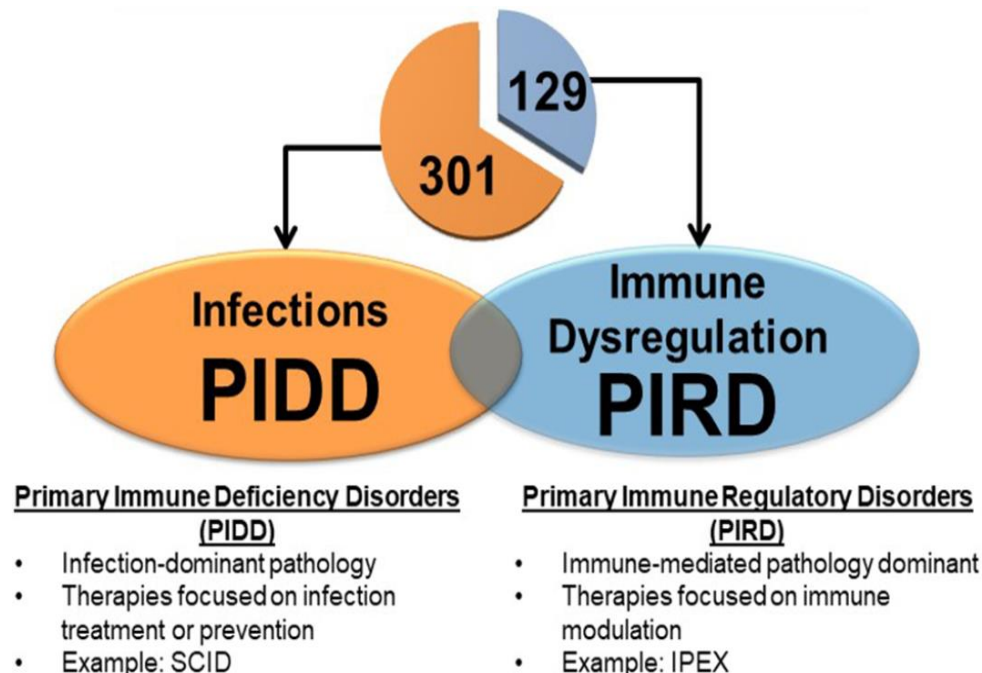 129
301
Infections
PIDD
Immune
Dysregulation
PIRD
Primary Immune Deficiency Disorders
(PIDD)
• Infection-dominant pathology
• Therapies focused on infection
treatment or prevention
• Example: SCID
Primary Immune Regulatory Disorders
(PIRD)
• Immune-mediated pathology dominant
• Therapies focused on immune
modulation
• Example: IPEX